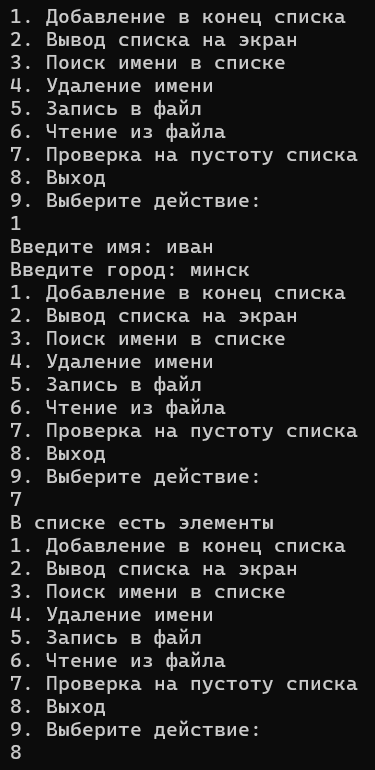 1. Добавление в конец списка
2. Вывод списка на экран
3. Поиск имени в списке
4. Удаление имени
5. Запись в файл
6. Чтение из файла
7. Проверка на пустоту списка
8. Выход
9. Выберите действие:
1
Введите имя: иван
Введите город: минск
1. Добавление в конец списка
2. Вывод списка на экран
3. Поиск имени в списке
4. Удаление имени
5. Запись в файл
6. Чтение из файла
7. Проверка на пустоту списка
8. Выход
9. Выберите действие:
7
В списке есть элементы
1. Добавление в конец списка
2. Вывод списка на экран
3. Поиск имени в списке
4. Удаление имени
5. Запись в файл
6. Чтение из файла
7. Проверка на пустоту списка
8. Выход
9. Выберите действие:
8